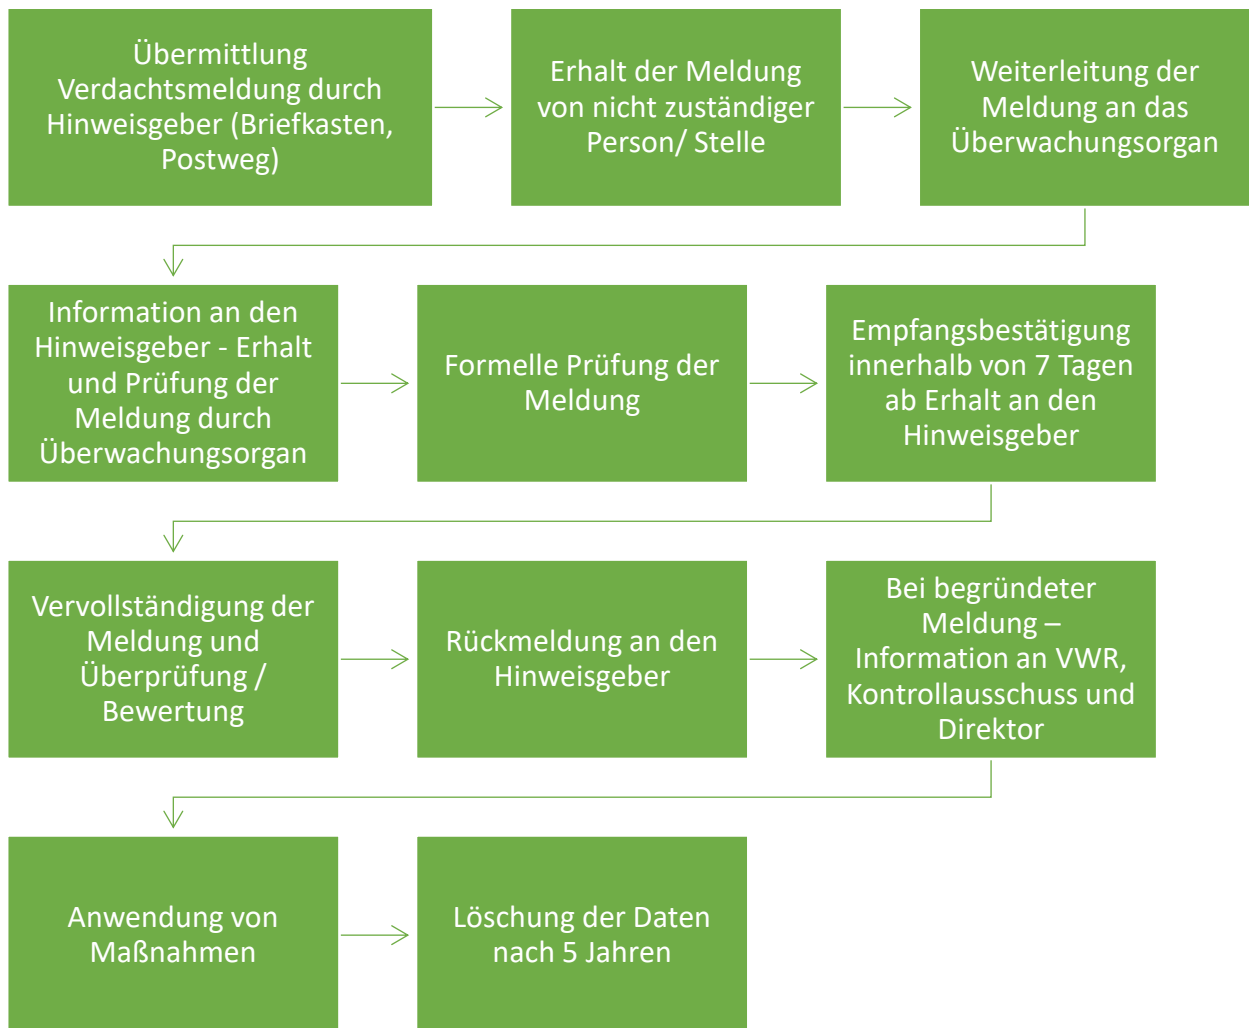 Übermittlung
Verdachtsmeldung durch
Hinweisgeber (Briefkasten,
Postweg)
Erhalt der Meldung
von nicht zuständiger
Person/ Stelle
Weiterleitung der
Meldung an das
Überwachungsorgan
Information an den
Hinweisgeber - Erhalt
und Prüfung der
Meldung durch
Überwachungsorgan
Formelle Prüfung der
Meldung
Empfangsbestätigung
innerhalb von 7 Tagen
ab Erhalt an den
Hinweisgeber
Vervollständigung der
Meldung und
Überprüfung /
Bewertung
Rückmeldung an den
Hinweisgeber
Bei begründeter
Meldung –
Information an VWR,
Kontrollausschuss und
Direktor
Anwendung von
Maßnahmen
Löschung der Daten
nach 5 Jahren